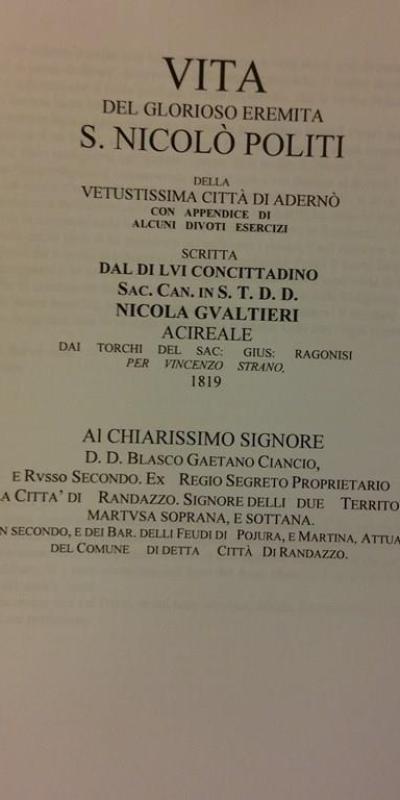 VITA
DEL GLORIOSO EREMITA
S. NICOLÒ POLITI
DELLA
VETUSTISSIMA CITTÀ DI ADERNÒ
CON APPENDICE DI
ALCUNI DIVOTI ESERCIZI
SCRITTA
DAL DI LVI CONCITTADINO
SAC. CAN. IN S. T. D. D.
NICOLA GVALTIERI
ACIREALE
DAI TORCHI DEL SAC: GIUS: RAGONISI
PER VINCENZO STRANO.
1819
Al CHIARISSIMO SIGNORE
D. D. BLASCO GAETANO CIANCIO,
E RVSSO SECONDO. EX REGIO SEGRETO PROPRIETARIO
A CITTA' DI RANDAZZO. SIGNORE DELLI DUE TERRITO
MARTVSA SOPRANA, E SOTTANA.
N SECONDO, E DEI BAR. DELLI FEUDI DI POJURA, E MARTINA, ATTUA
DEL COMUNE DI DETTA CITTÀ DI RANDAZZO.